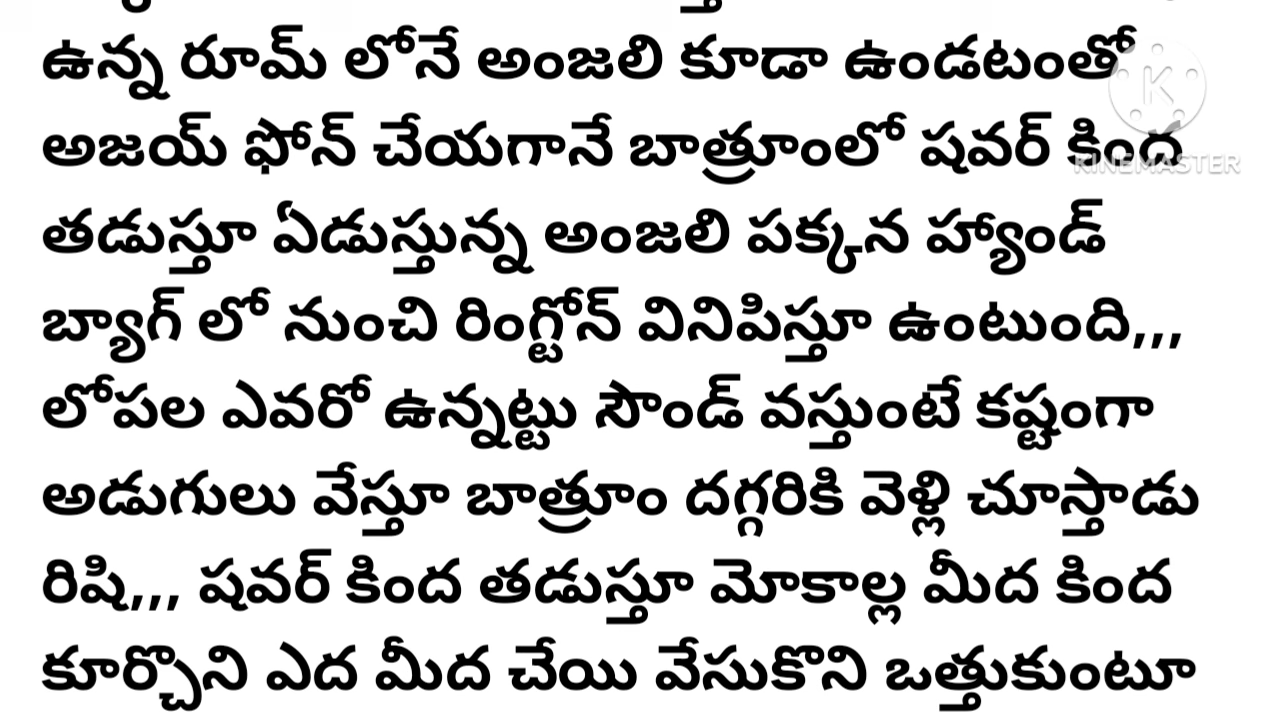 ఉన్న రూమ్ లోనే అంజలి కూడా ఉండటంతో
అజయ్ ఫోన్ చేయగానే బాత్రూంలో షవర్ కింద
KINEMASTER
తడుస్తూ ఏడుస్తున్న అంజలి పక్కన హ్యాండ్
బ్యాగ్ లో నుంచి రింగ్టోన్ వినిపిస్తూ ఉంటుంది,,,
లోపల ఎవరో ఉన్నట్టు సౌండ్ వస్తుంటే కష్టంగా
అడుగులు వేస్తూ బాత్రూం దగ్గరికి వెళ్లి చూస్తాడు
రిషి,,, షవర్ కింద తడుస్తూ మోకాల్ల మీద కింద
కూర్చొని ఎద మీద చేయి వేసుకొని ఒత్తుకుంటూ